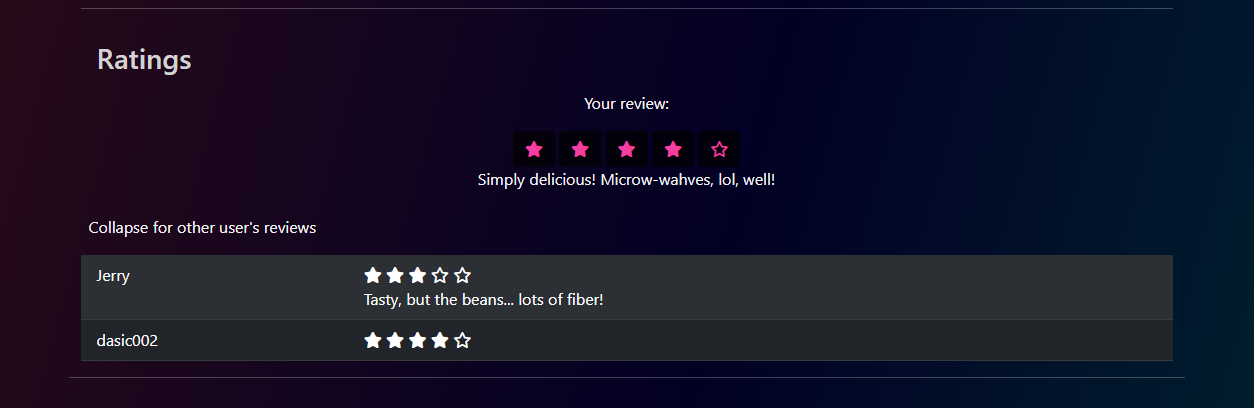 Ratings
Your review:
Simply delicious! Microw-wahves, lol, well!
Collapse for other user's reviews
Jerry
Tasty, but the beans... lots of fiber!
dasic002